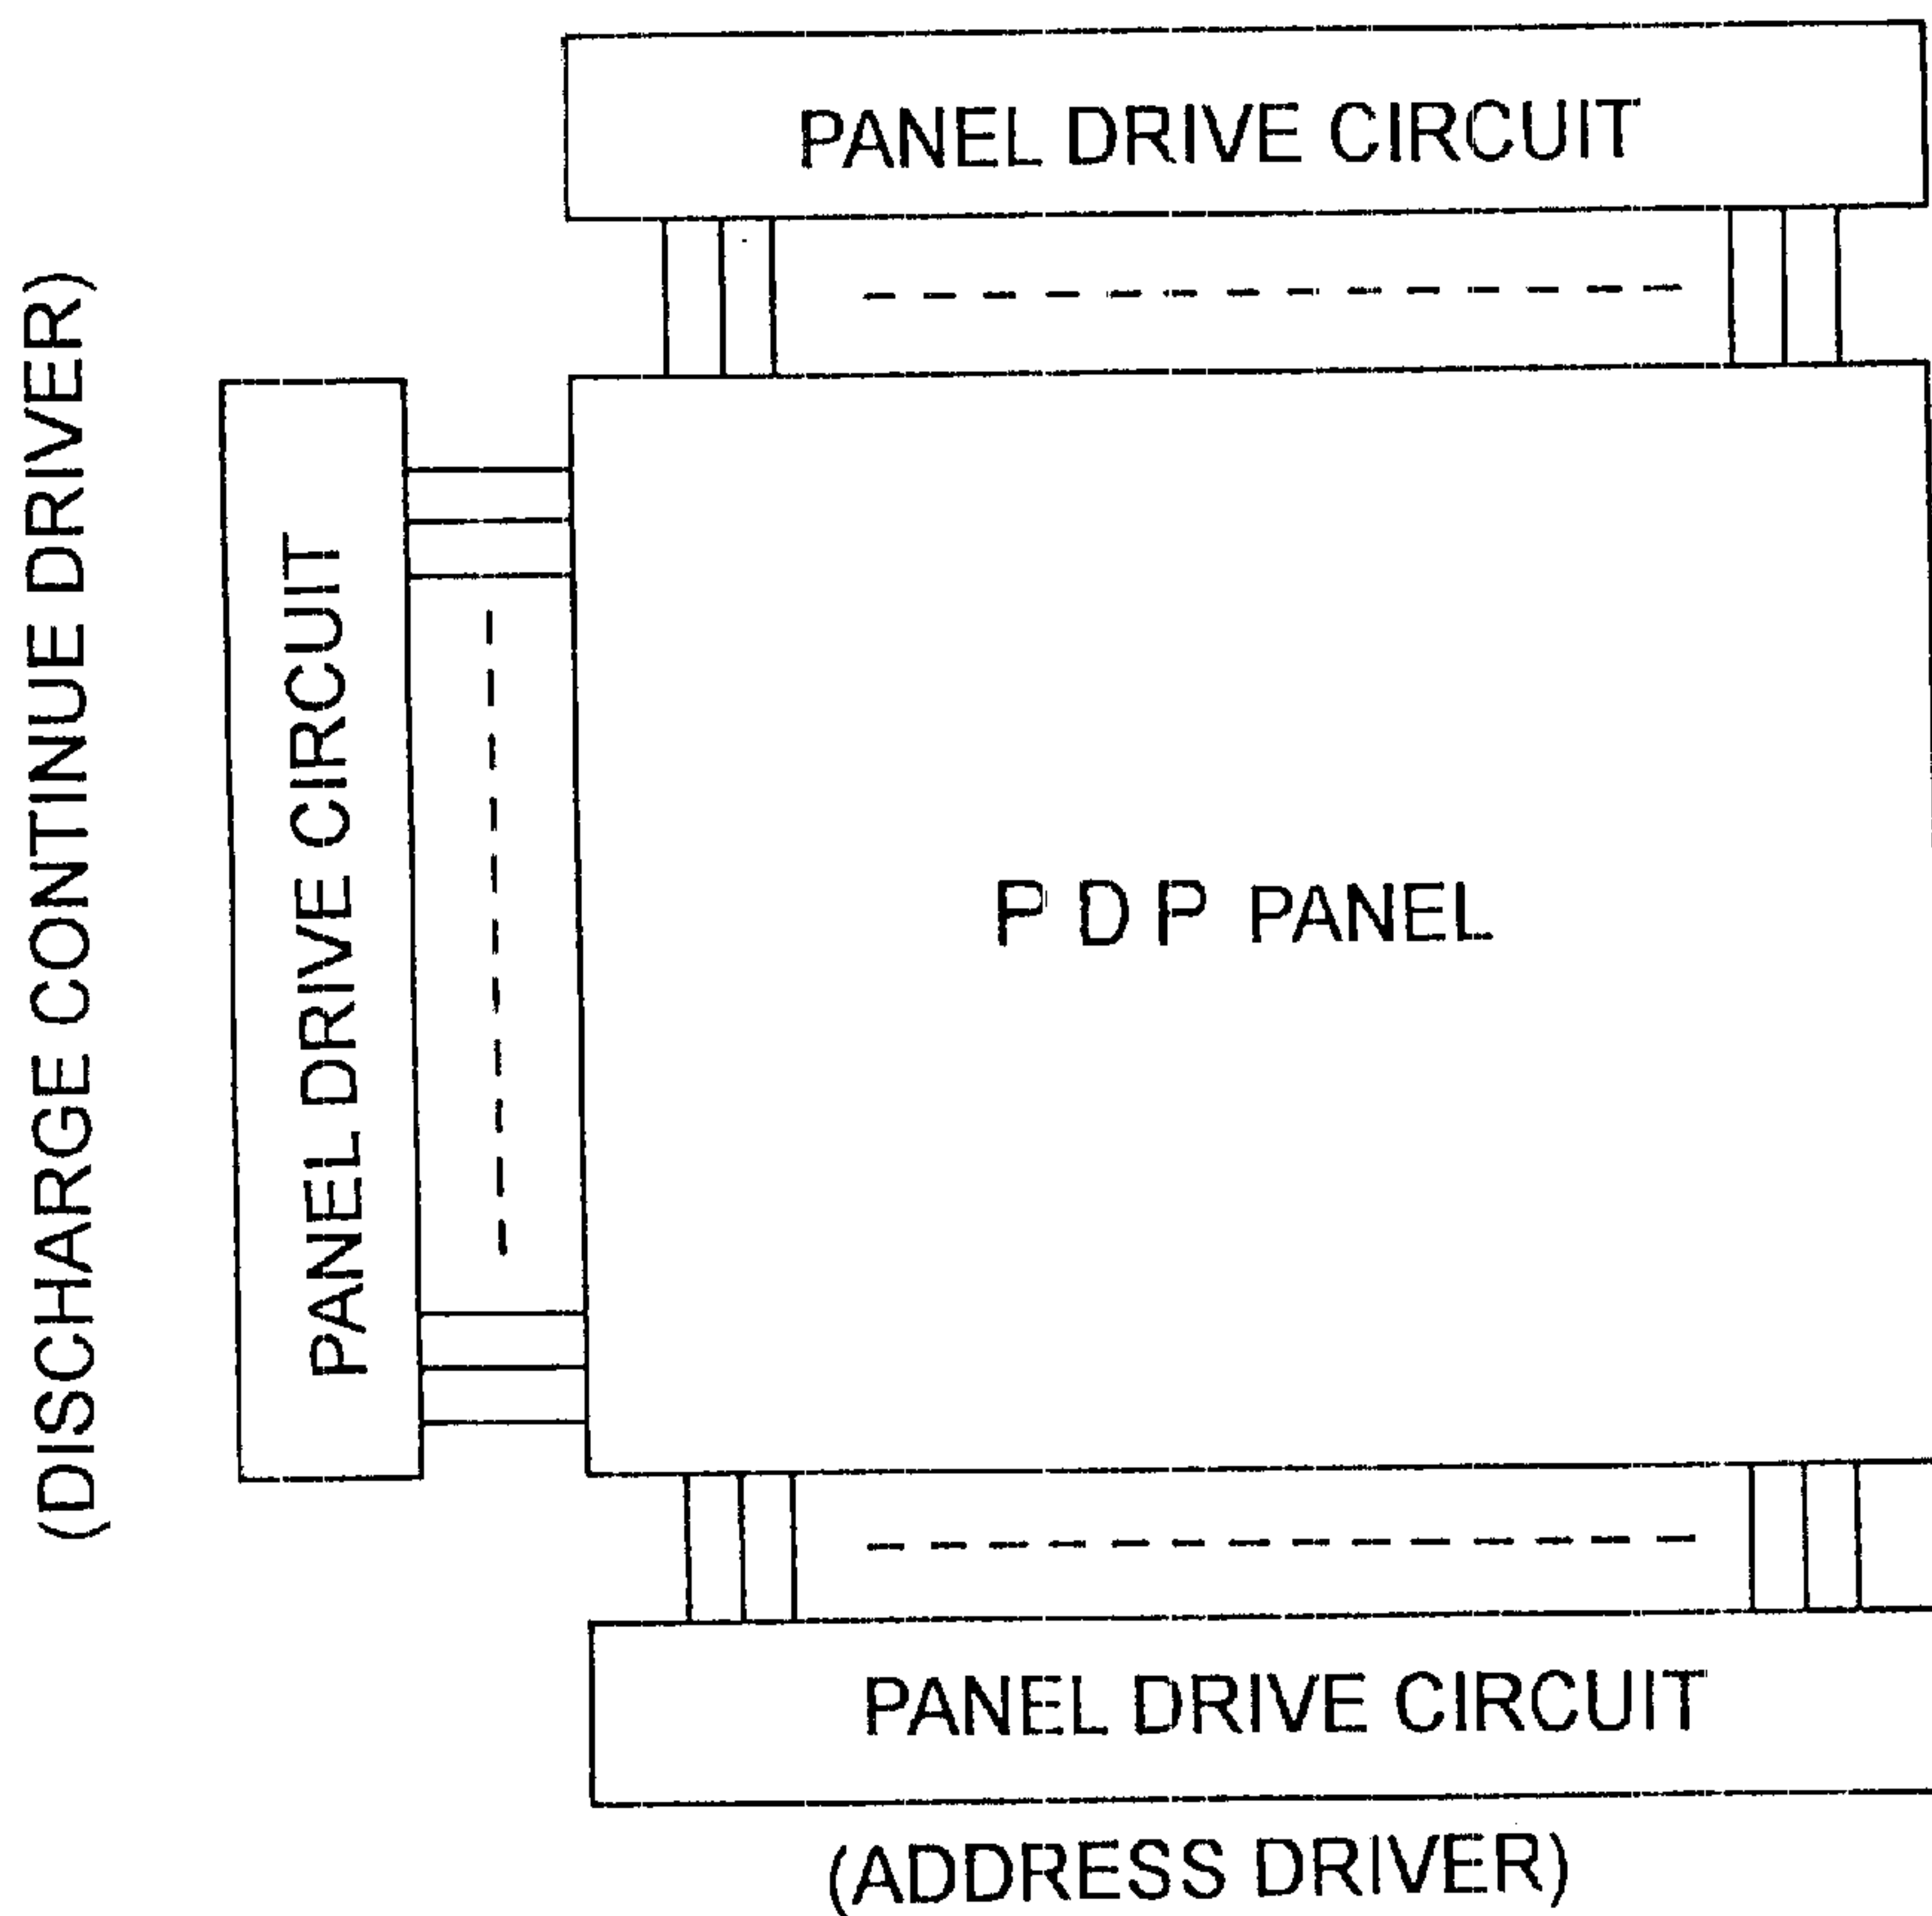 PANEL DRIVE CIRCUIT
(DISCHARGE CONTINUE DRIVER)
PANEL DRIVE CIRCUIT
P D P PANEL
PANEL DRIVE CIRCUIT
(ADDRESS DRIVER)